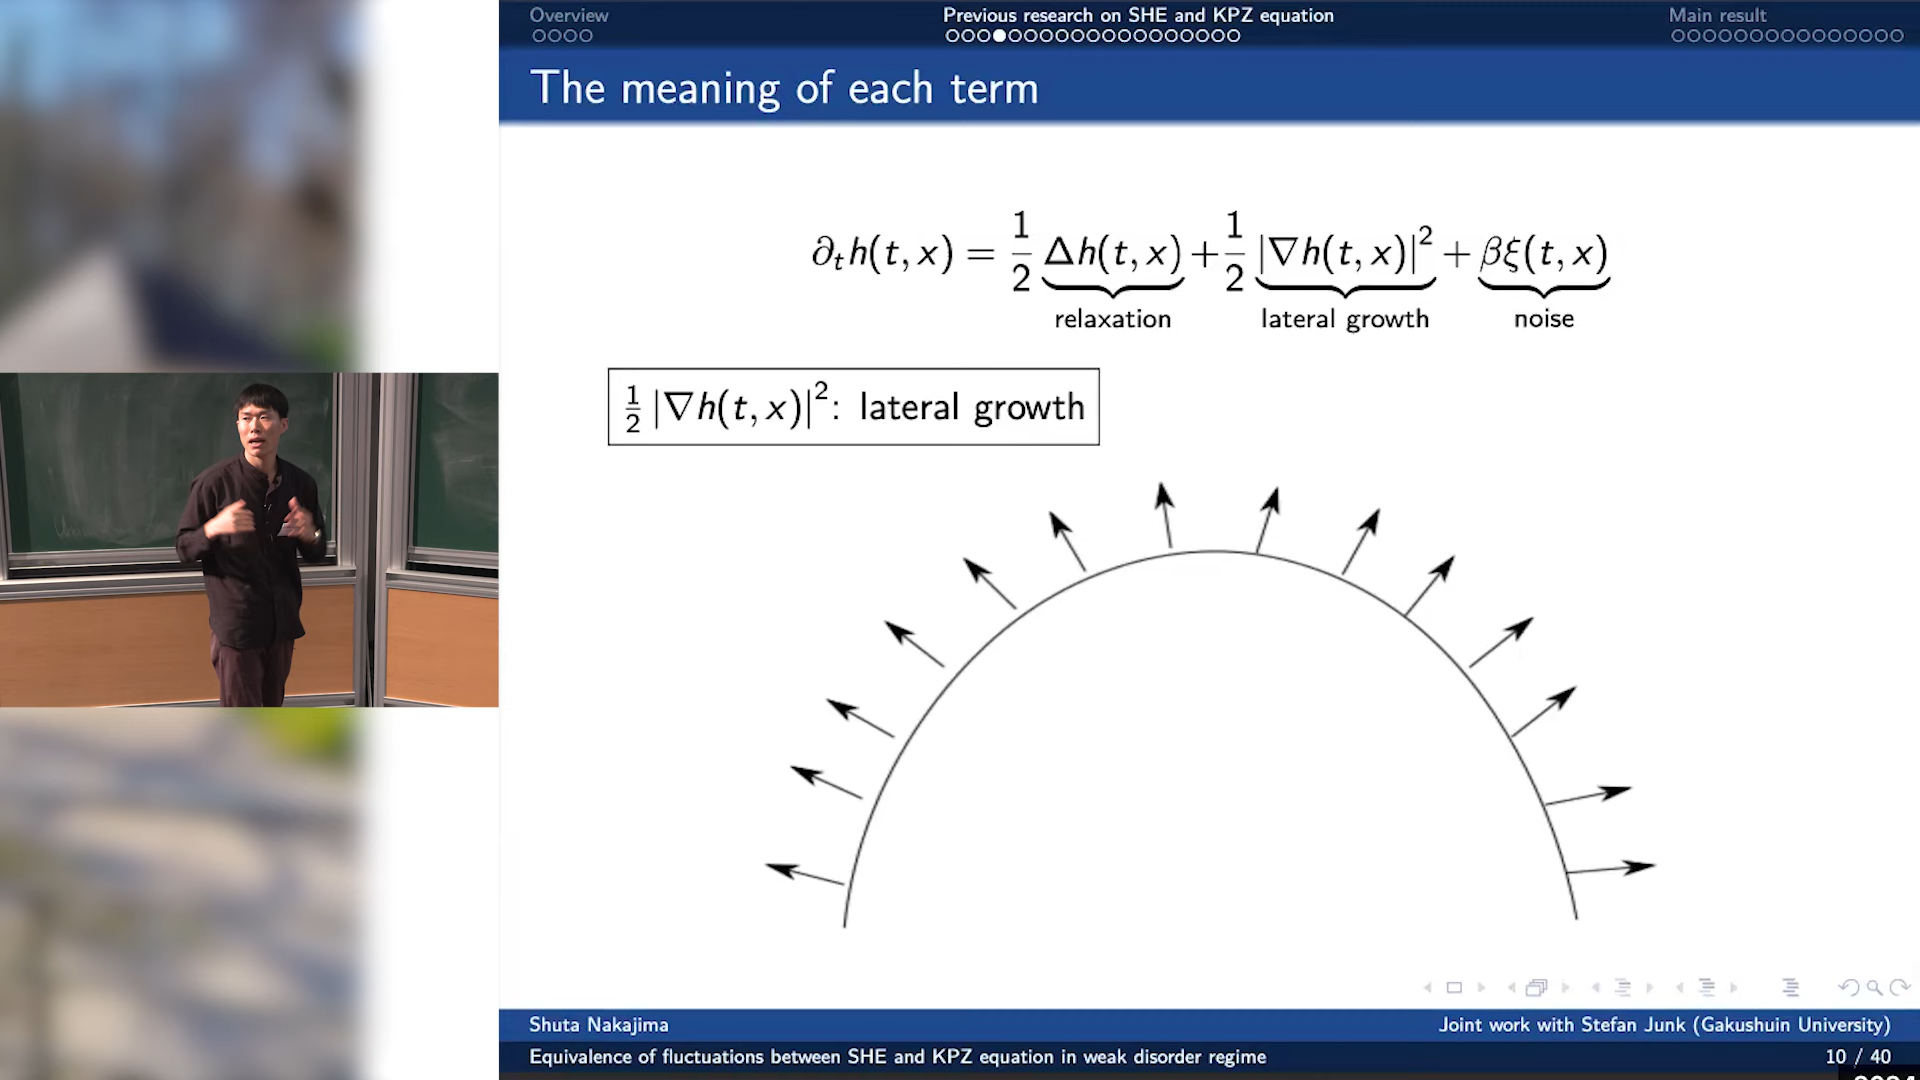 Overview
Previous research on SHE and KPZ equation
Main result
The meaning of each term
∂ₜh(t, x) = 1/2 Δh(t, x) + 1/2 |∇h(t, x)|² + βξ(t, x)
relaxation
lateral growth
noise
1/2 |∇h(t, x)|²: lateral growth
Shuta Nakajima
Joint work with Stefan Junk (Gakushuin University)
Equivalence of fluctuations between SHE and KPZ equation in weak disorder regime
10 / 40